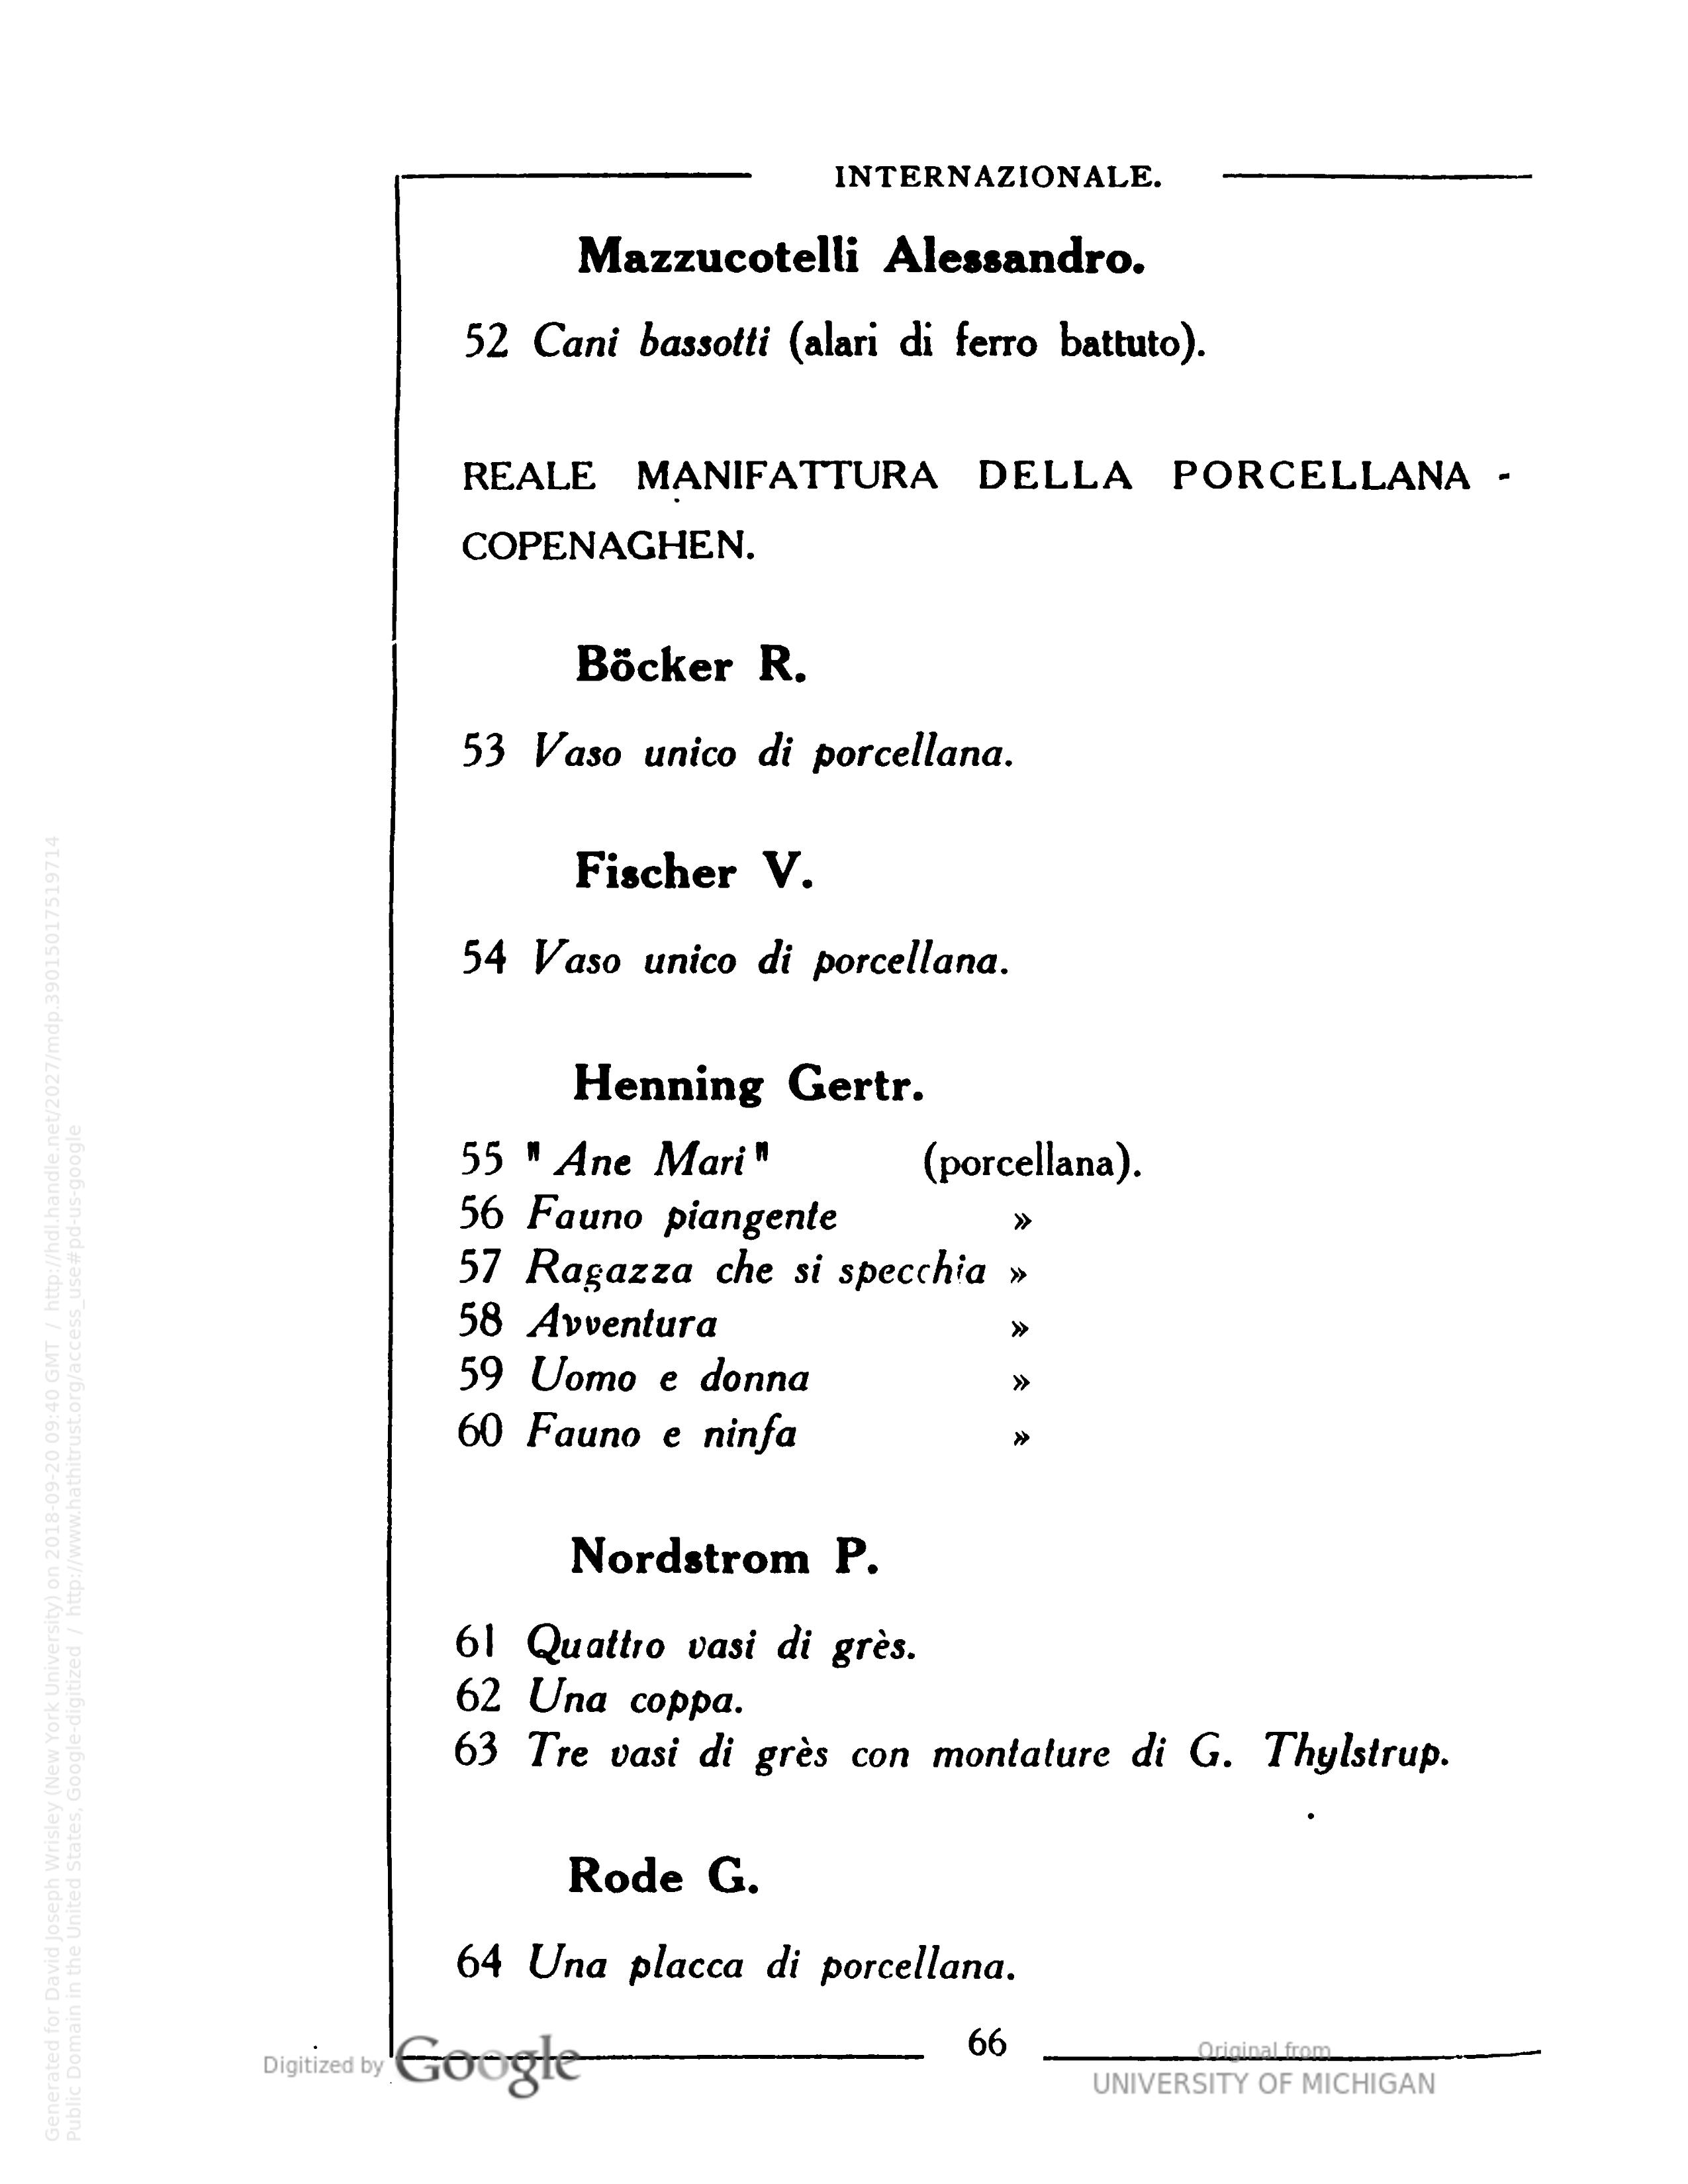 INTERNAZIONALE.
Mazzucotelli Alessandro.
52 Cani bassotti (alari di ferro battuto).
REALE MANIFATTURA DELLA PORCELLANA -
COPENAGHEN.
Böcker R.
53 Vaso unico di porcellana.
Fischer V.
54 Vaso unico di porcellana.
Henning Gertr.
55 " Ane Mari " (porcellana).
56 Fauno piangente »
57 Ragazza che si specchia »
58 Avventura »
59 Uomo e donna »
60 Fauno e ninfa »
Nordstrom P.
61 Quattro vasi di grès.
62 Una coppa.
63 Tre vasi di grès con montature di G. Thylstrup.
Rode G.
64 Una placca di porcellana.
66
Digitized by Google
Original from
UNIVERSITY OF MICHIGAN
Generated for David Joseph Wrisley (New York University) on 2018-09-20 09:40 GMT / http://hdl.handle.net/2027/mdp.39015017519714
Public Domain in the United States, Google-digitized / http://www.hathitrust.org/access_use#pd-us-google